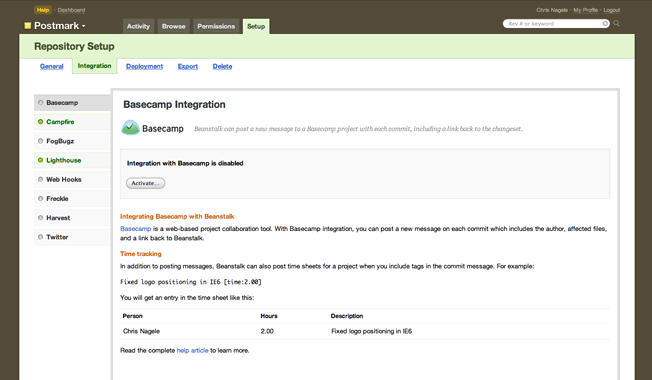 Help · Dashboard
Chris Nagele · My Profile · Logout
Postmark
Activity
Browse
Permissions
Setup
Rev # or keyword
Repository Setup
General
Integration
Deployment
Export
Delete
Basecamp
Campfire
FogBugz
Lighthouse
Web Hooks
Freckle
Harvest
Twitter
Basecamp Integration
Basecamp
Beanstalk can post a new message to a Basecamp project with each commit, including a link back to the changeset.
Integration with Basecamp is disabled
Activate...
Integrating Basecamp with Beanstalk
Basecamp is a web-based project collaboration tool. With Basecamp integration, you can post a new message on each commit which includes the author, affected files,
and a link back to Beanstalk.
Time tracking
In addition to posting messages, Beanstalk can also post time sheets for a project when you include tags in the commit message. For example:
Fixed logo positioning in IE6 [time:2.00]
You will get an entry in the time sheet like this:
Person Hours Description
Chris Nagele 2.00 Fixed logo positioning in IE6
Read the complete help article to learn more.